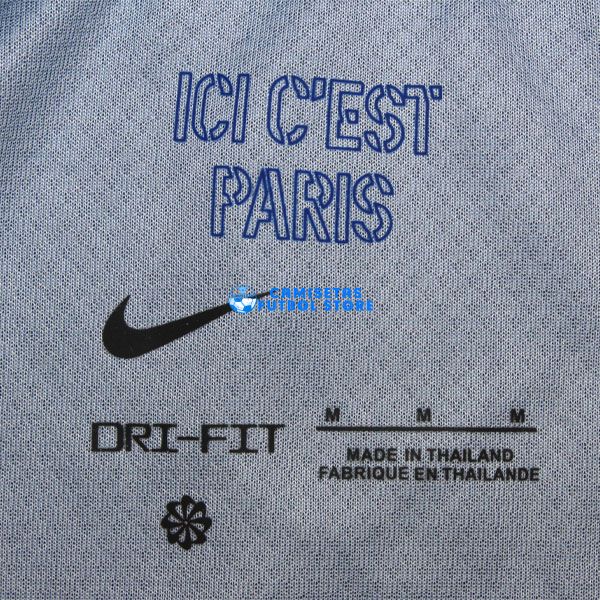 ICI C'EST
PARIS
CAMISETAS
FUTBOL STORE
DRI-FIT
M M M
MADE IN THAILAND
FABRIQUE EN THAILANDE